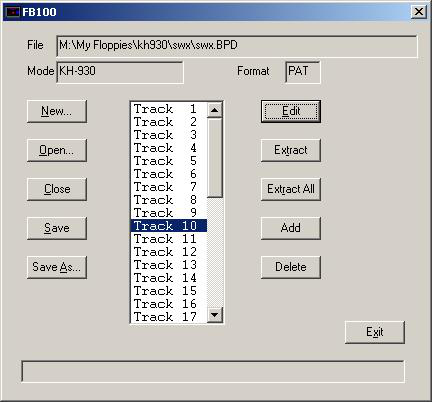 FB100
File M:\My Floppies\kh930\swx\swx.BPD
Mode KH-930 Format PAT
New...
Open...
Close
Save
Save As...
Track 1
Track 2
Track 3
Track 4
Track 5
Track 6
Track 7
Track 8
Track 9
Track 10
Track 11
Track 12
Track 13
Track 14
Track 15
Track 16
Track 17
Edit
Extract
Extract All
Add
Delete
Exit